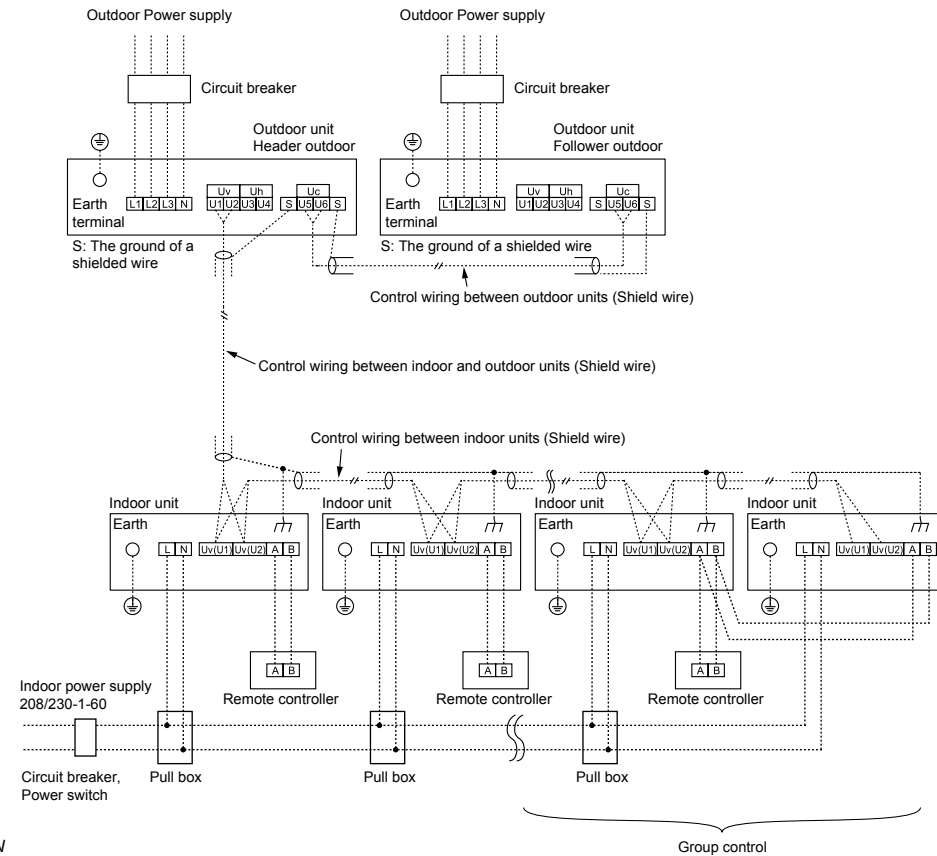 Outdoor Power supply
Outdoor Power supply
Circuit breaker
Circuit breaker
Outdoor unit
Header outdoor
Outdoor unit
Follower outdoor
Earth
terminal
L1 L2 L3 N
Uv Uh
U1 U2 U3 U4
Uc
S U5 U6 S
Earth
terminal
L1 L2 L3 N
Uv Uh
U1 U2 U3 U4
Uc
S U5 U6 S
S: The ground of a
shielded wire
S: The ground of a shielded wire
Control wiring between outdoor units (Shield wire)
Control wiring between indoor and outdoor units (Shield wire)
Control wiring between indoor units (Shield wire)
Indoor unit
Indoor unit
Indoor unit
Indoor unit
Earth
Earth
Earth
Earth
L N Uv(U1) Uv(U2) A B
L N Uv(U1) Uv(U2) A B
L N Uv(U1) Uv(U2) A B
L N Uv(U1) Uv(U2) A B
A B
A B
A B
Remote controller
Remote controller
Remote controller
Indoor power supply
208/230-1-60
Circuit breaker,
Power switch
Pull box
Pull box
Pull box
Group control